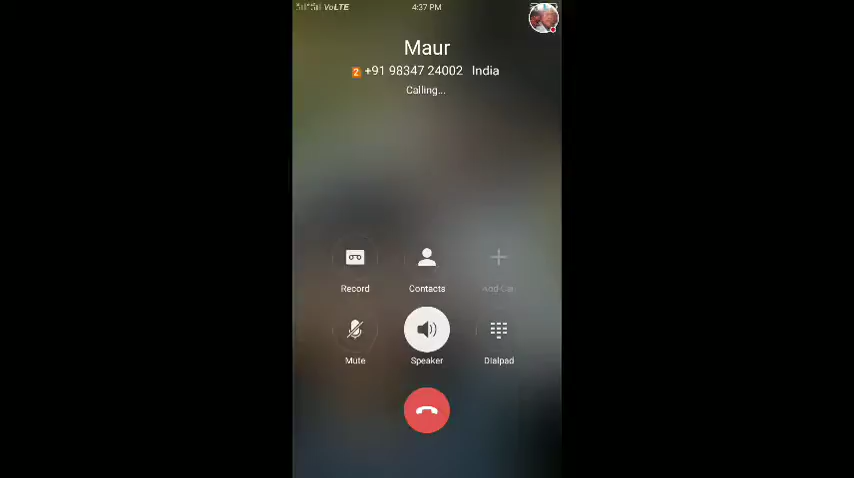 VoLTE 4:37 PM
Maur
2 +91 98347 24002 India
Calling...
Record Contacts
Mute Speaker Dialpad